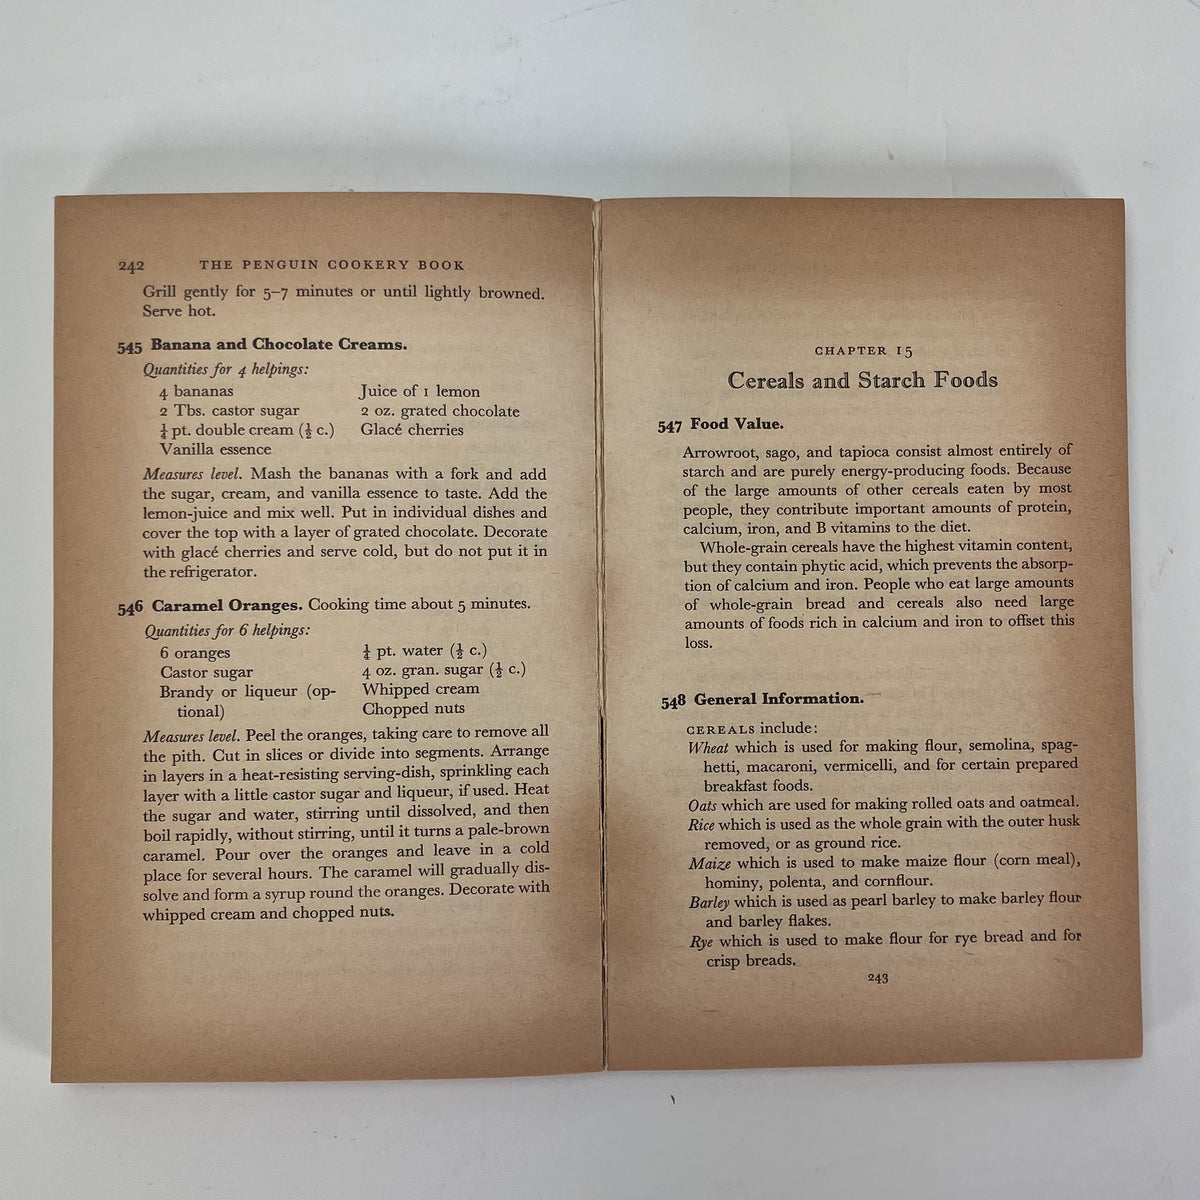 242 THE PENGUIN COOKERY BOOK
Grill gently for 5–7 minutes or until lightly browned.
Serve hot.
545 Banana and Chocolate Creams.
Quantities for 4 helpings:
4 bananas
2 Tbs. castor sugar
¼ pt. double cream (½ c.)
Vanilla essence
Juice of 1 lemon
2 oz. grated chocolate
Glacé cherries
Measures level. Mash the bananas with a fork and add
the sugar, cream, and vanilla essence to taste. Add the
lemon-juice and mix well. Put in individual dishes and
cover the top with a layer of grated chocolate. Decorate
with glacé cherries and serve cold, but do not put it in
the refrigerator.
546 Caramel Oranges. Cooking time about 5 minutes.
Quantities for 6 helpings:
6 oranges
Castor sugar
Brandy or liqueur (op-
tional)
¼ pt. water (½ c.)
4 oz. gran. sugar (½ c.)
Whipped cream
Chopped nuts
Measures level. Peel the oranges, taking care to remove all
the pith. Cut in slices or divide into segments. Arrange
in layers in a heat-resisting serving-dish, sprinkling each
layer with a little castor sugar and liqueur, if used. Heat
the sugar and water, stirring until dissolved, and then
boil rapidly, without stirring, until it turns a pale-brown
caramel. Pour over the oranges and leave in a cold
place for several hours. The caramel will gradually dis-
solve and form a syrup round the oranges. Decorate with
whipped cream and chopped nuts.
CHAPTER 15
Cereals and Starch Foods
547 Food Value.
Arrowroot, sago, and tapioca consist almost entirely of
starch and are purely energy-producing foods. Because
of the large amounts of other cereals eaten by most
people, they contribute important amounts of protein,
calcium, iron, and B vitamins to the diet.
Whole-grain cereals have the highest vitamin content,
but they contain phytic acid, which prevents the absorp-
tion of calcium and iron. People who eat large amounts
of whole-grain bread and cereals also need large
amounts of foods rich in calcium and iron to offset this
loss.
548 General Information.
CEREALS include:
Wheat which is used for making flour, semolina, spag-
hetti, macaroni, vermicelli, and for certain prepared
breakfast foods.
Oats which are used for making rolled oats and oatmeal.
Rice which is used as the whole grain with the outer husk
removed, or as ground rice.
Maize which is used to make maize flour (corn meal),
hominy, polenta, and cornflour.
Barley which is used as pearl barley to make barley flour
and barley flakes.
Rye which is used to make flour for rye bread and for
crisp breads.
243